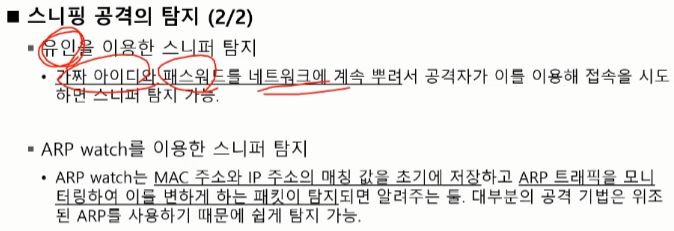 ■ 스니핑 공격의 탐지 (2/2)
▪ 유인을 이용한 스니퍼 탐지
• 가짜 아이디와 패스워드를 네트워크에 계속 뿌려서 공격자가 이를 이용해 접속을 시도
하면 스니퍼 탐지 가능.
▪ ARP watch를 이용한 스니퍼 탐지
• ARP watch는 MAC 주소와 IP 주소의 매칭 값을 초기에 저장하고 ARP 트래픽을 모니
터링하여 이를 변하게 하는 패킷이 탐지되면 알려주는 툴. 대부분의 공격 기법은 위조
된 ARP를 사용하기 때문에 쉽게 탐지 가능.